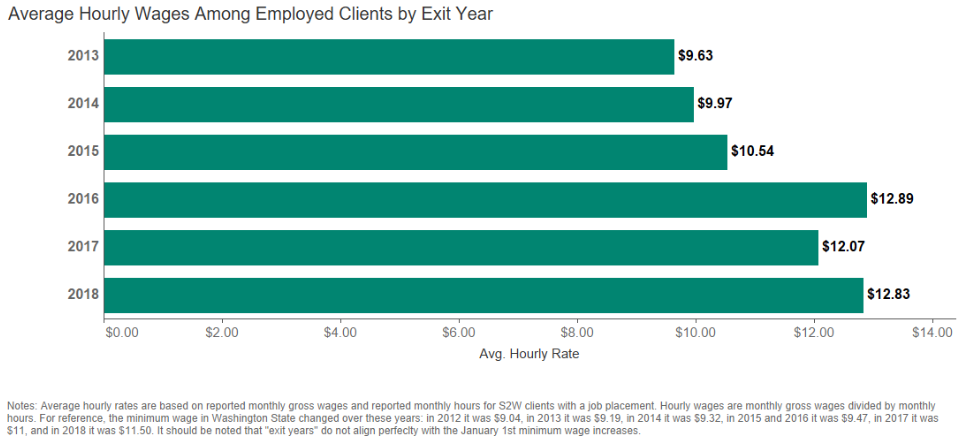 Average Hourly Wages Among Employed Clients by Exit Year
2013 $9.63
2014 $9.97
2015 $10.54
2016 $12.89
2017 $12.07
2018 $12.83
$0.00 $2.00 $4.00 $6.00 $8.00 $10.00 $12.00 $14.00
Avg. Hourly Rate
Notes: Average hourly rates are based on reported monthly gross wages and reported monthly hours for S2W clients with a job placement. Hourly wages are monthly gross wages divided by monthly
hours. For reference, the minimum wage in Washington State changed over these years: in 2012 it was $9.04, in 2013 it was $9.19, in 2014 it was $9.32, in 2015 and 2016 it was $9.47, in 2017 it was
$11, and in 2018 it was $11.50. It should be noted that "exit years" do not align perfeclty with the January 1st minimum wage increases.